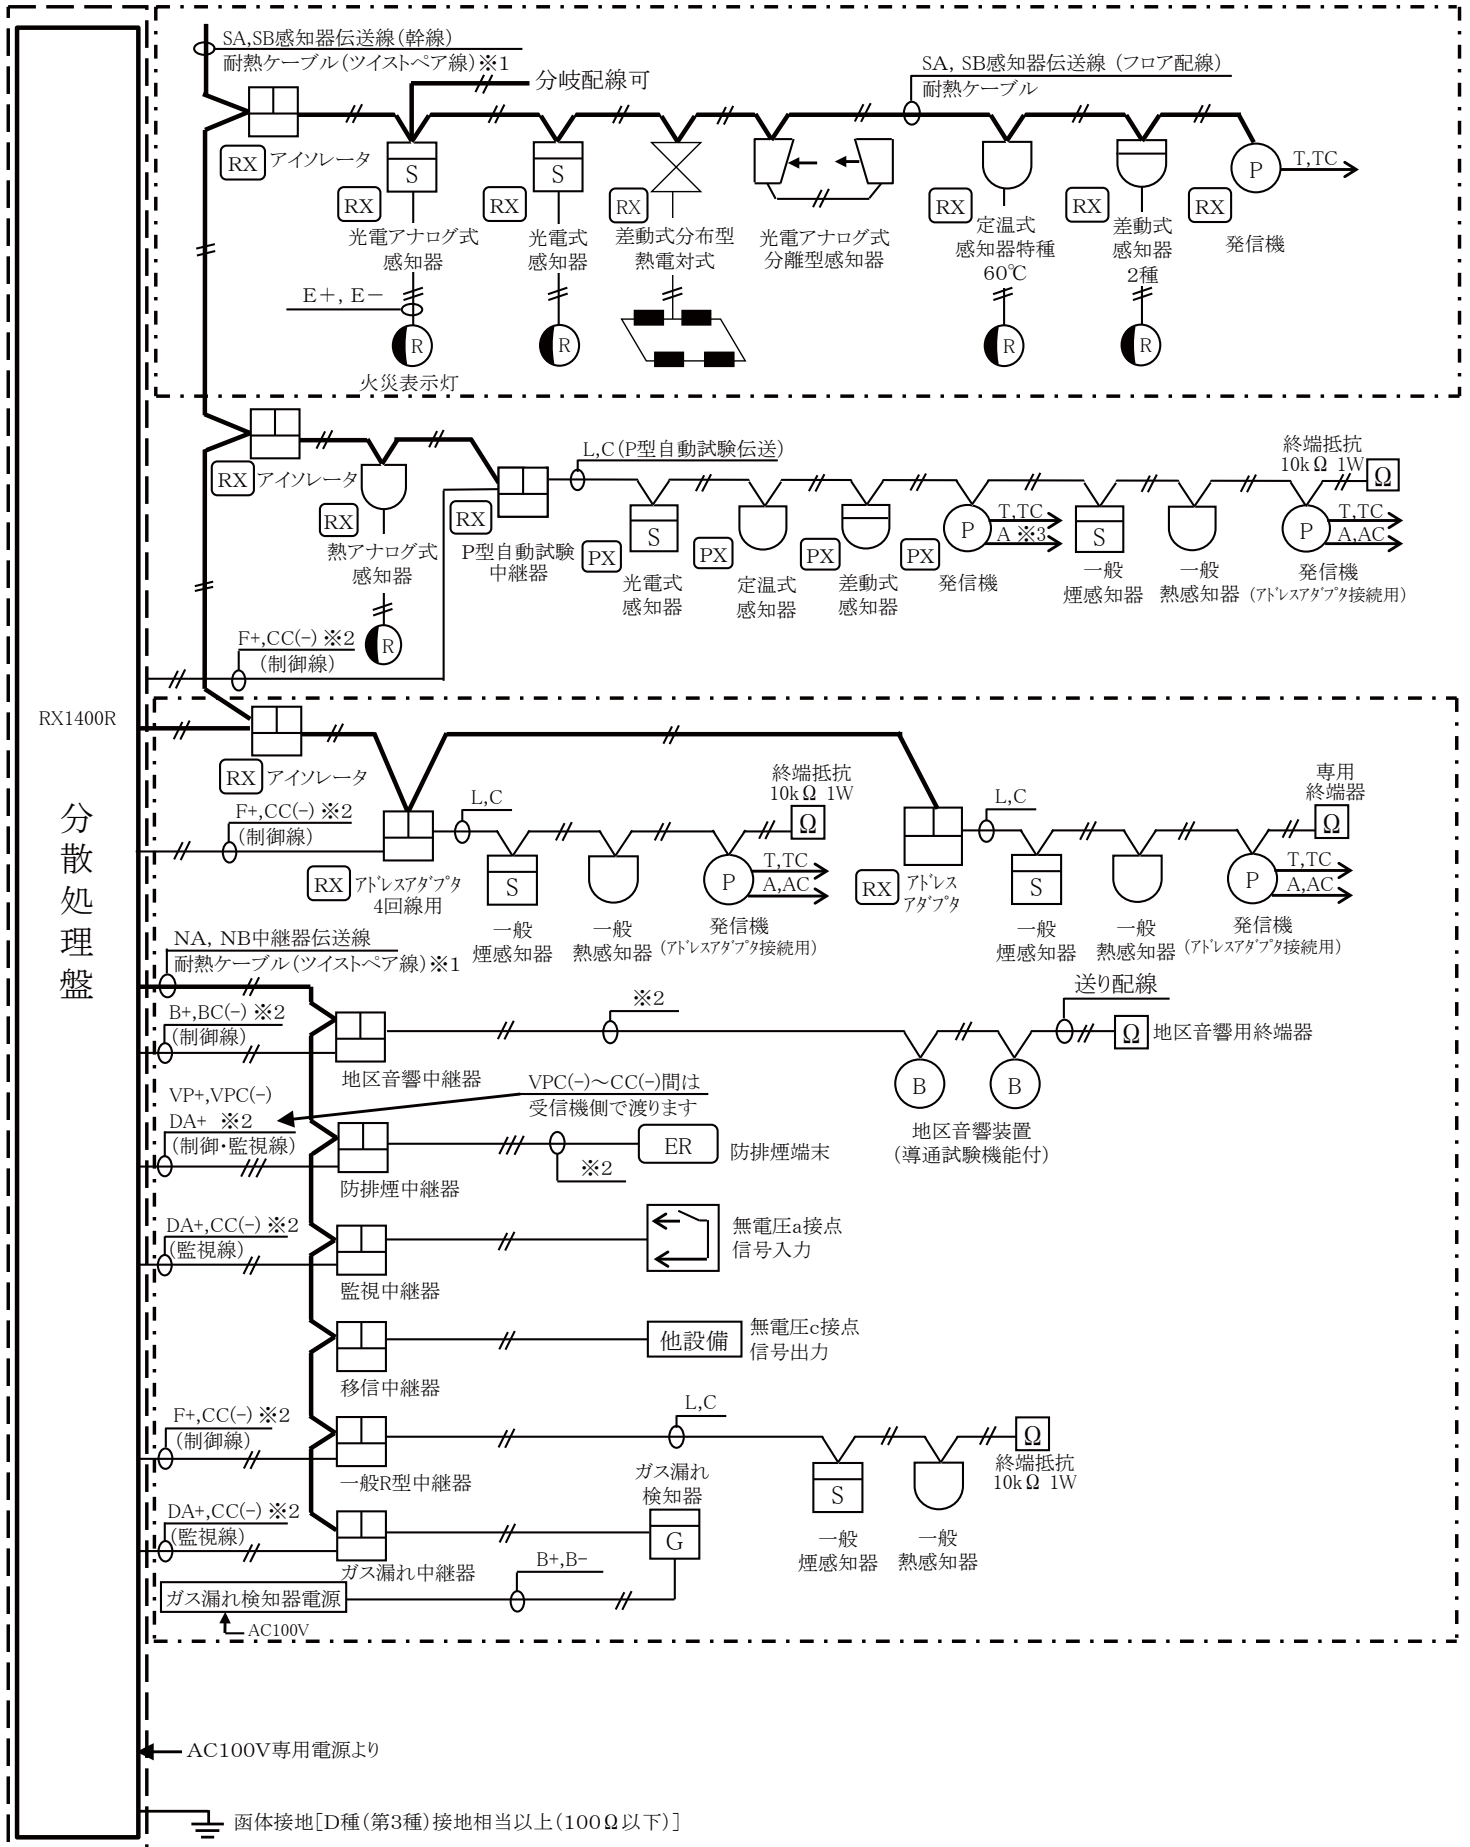 SA,SB感知器伝送線(幹線)
耐熱ケーブル(ツイストペア線)※1
分岐配線可
SA, SB感知器伝送線 (フロア配線)
耐熱ケーブル
RX アイソレータ
S
S
P
T,TC
RX
RX
RX
RX
RX
RX
光電アナログ式
感知器
光電式
感知器
差動式分布型
熱電対式
光電アナログ式
分離型感知器
定温式
感知器特種
60℃
差動式
感知器
2種
発信機
E+, E-
R
R
R
R
火災表示灯
RX アイソレータ
RX
熱アナログ式
感知器
R
RX
P型自動試験
中継器
L,C(P型自動試験伝送)
終端抵抗
10kΩ 1W
Ω
S
P
T,TC
A ※3
S
P
T,TC
A,AC
PX
PX
PX
PX
光電式
感知器
定温式
感知器
差動式
感知器
発信機
一般
煙感知器
一般
熱感知器
発信機
(アドレスアダプタ接続用)
F+,CC(-) ※2
(制御線)
RX1400R
分散処理盤
RX アイソレータ
F+,CC(-) ※2
(制御線)
RX アドレスアダプタ
4回線用
L,C
終端抵抗
10kΩ 1W
Ω
S
P
T,TC
A,AC
一般
煙感知器
一般
熱感知器
発信機
(アドレスアダプタ接続用)
RX アドレス
アダプタ
L,C
専用
終端器
Ω
S
P
T,TC
A,AC
一般
煙感知器
一般
熱感知器
発信機
(アドレスアダプタ接続用)
NA, NB中継器伝送線
耐熱ケーブル(ツイストペア線)※1
B+,BC(-) ※2
(制御線)
地区音響中継器
※2
送り配線
Ω 地区音響用終端器
B
B
地区音響装置
(導通試験機能付)
VP+,VPC(-)
DA+ ※2
(制御・監視線)
VPC(-)～CC(-)間は
受信機側で渡ります
防排煙中継器
※2
ER 防排煙端末
DA+,CC(-) ※2
(監視線)
監視中継器
無電圧a接点
信号入力
移信中継器
他設備
無電圧c接点
信号出力
F+,CC(-) ※2
(制御線)
一般R型中継器
L,C
Ω
終端抵抗
10kΩ 1W
S
一般
煙感知器
一般
熱感知器
DA+,CC(-) ※2
(監視線)
ガス漏れ中継器
ガス漏れ
検知器
G
B+,B-
ガス漏れ検知器電源
AC100V
AC100V専用電源より
函体接地[D種(第3種)接地相当以上(100Ω以下)]